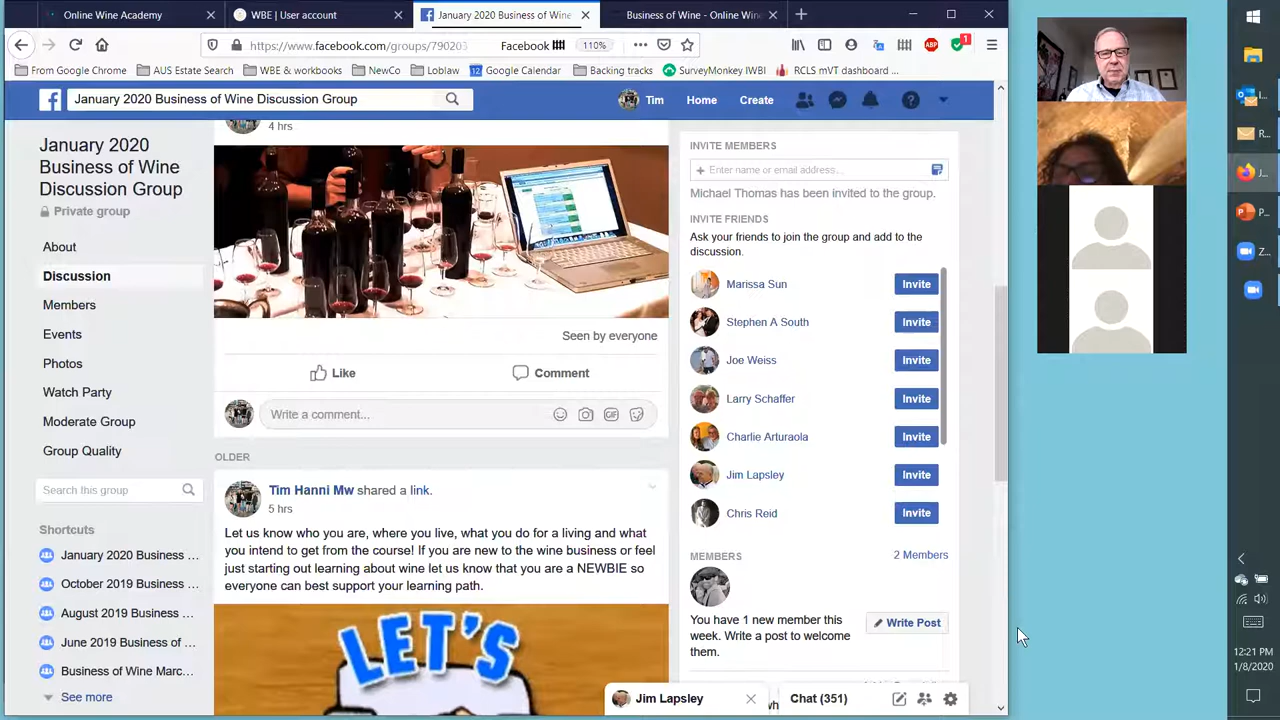 Online Wine Academy
WBE | User account
January 2020 Business of Wine
Business of Wine - Online Wine
https://www.facebook.com/groups/790203
Facebook
110%
ABP
1
From Google Chrome
AUS Estate Search
WBE & workbooks
NewCo
Loblaw
Google Calendar
Backing tracks
SurveyMonkey IWBI
RCLS mVT dashboard ...
January 2020 Business of Wine Discussion Group
Tim
Home
Create
January 2020
Business of Wine
Discussion Group
Private group
About
Discussion
Members
Events
Photos
Watch Party
Moderate Group
Group Quality
Search this group
Shortcuts
January 2020 Business ...
October 2019 Business ...
August 2019 Business ...
June 2019 Business of ...
Business of Wine Marc...
See more
4 hrs
Seen by everyone
Like
Comment
Write a comment...
GIF
OLDER
Tim Hanni Mw shared a link.
5 hrs
Let us know who you are, where you live, what you do for a living and what
you intend to get from the course! If you are new to the wine business or feel
just starting out learning about wine let us know that you are a NEWBIE so
everyone can best support your learning path.
LET'S
INVITE MEMBERS
Enter name or email address...
Michael Thomas has been invited to the group.
INVITE FRIENDS
Ask your friends to join the group and add to the
discussion.
Marissa Sun
Invite
Stephen A South
Invite
Joe Weiss
Invite
Larry Schaffer
Invite
Charlie Arturaola
Invite
Jim Lapsley
Invite
Chris Reid
Invite
MEMBERS
2 Members
You have 1 new member this
week. Write a post to welcome
them.
Write Post
Jim Lapsley
Chat (351)
I...
R...
J...
P...
Z...
12:21 PM
1/8/2020